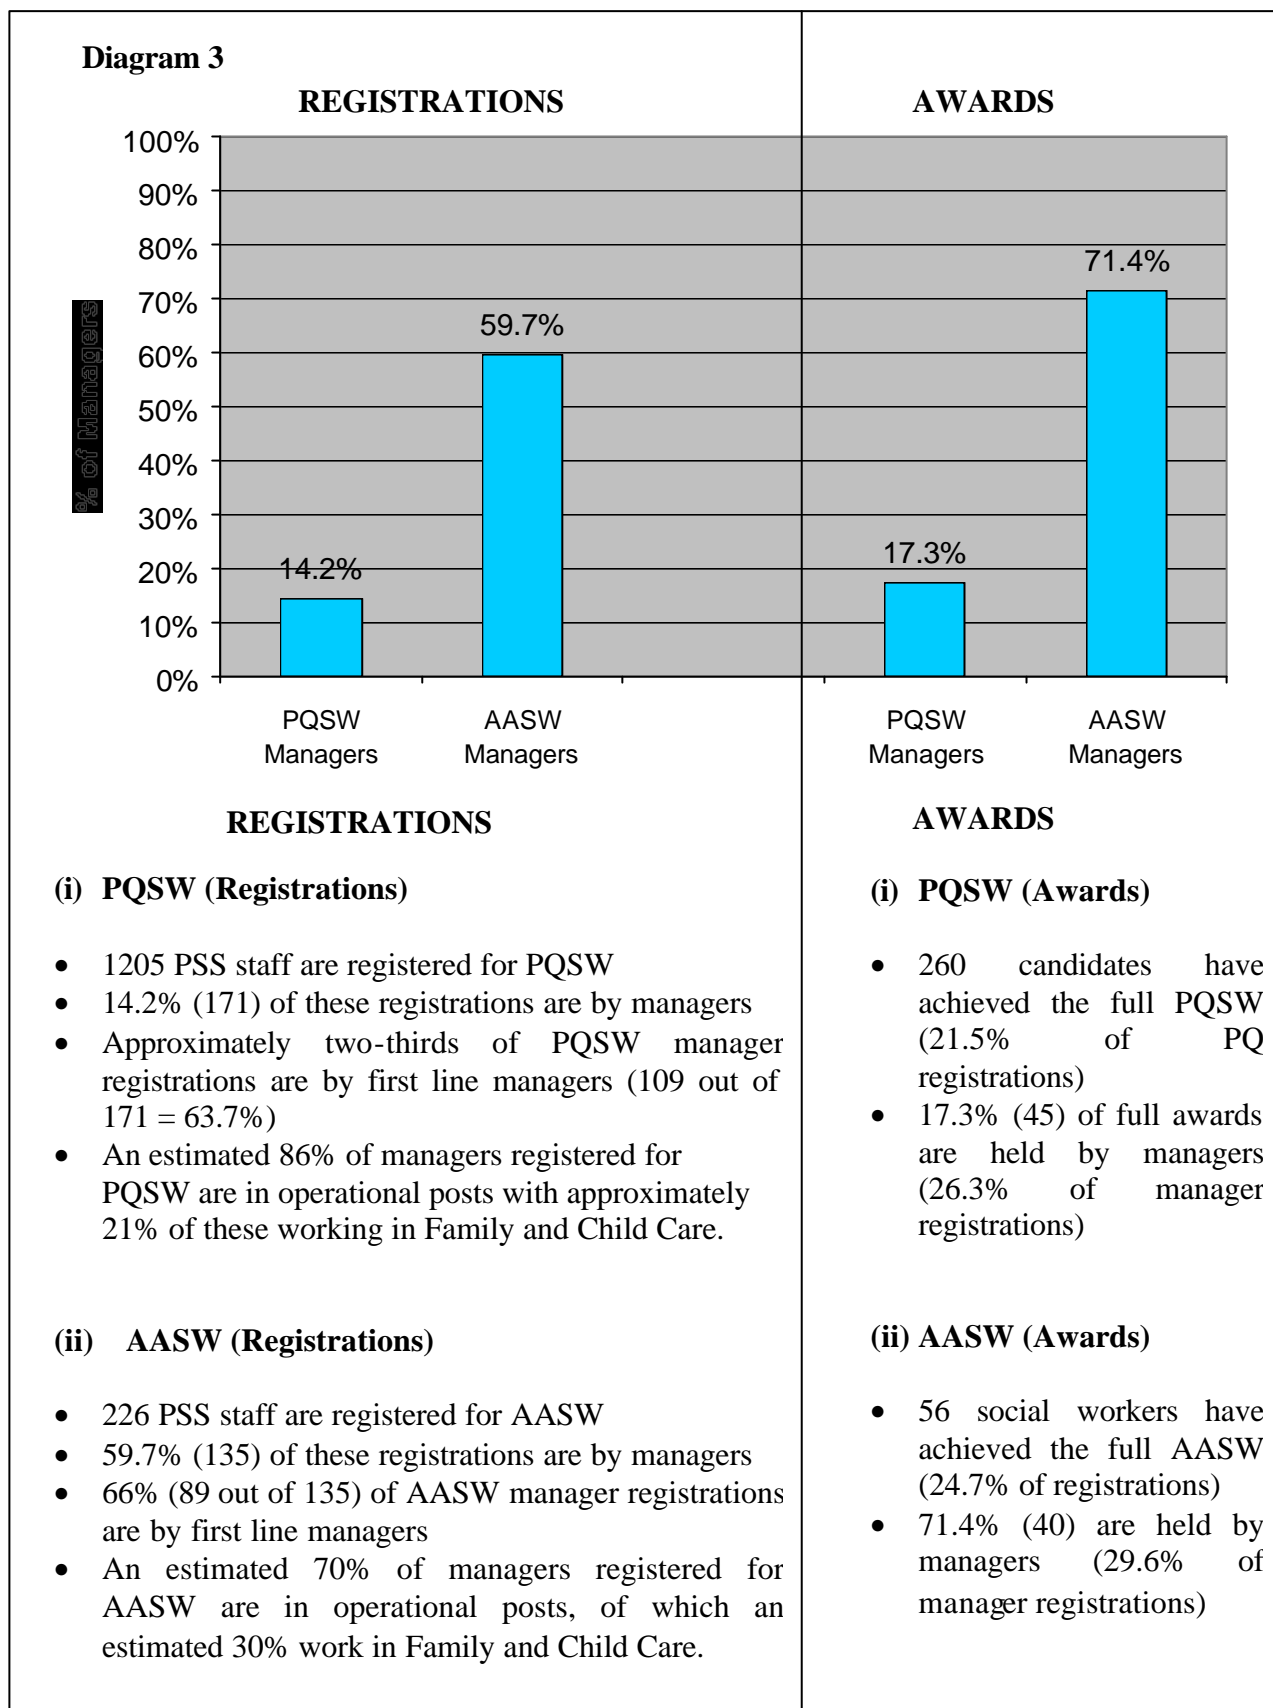 Diagram 3
REGISTRATIONS
AWARDS
100%
90%
80%
70%
60%
50%
40%
30%
20%
10%
0%
% of Managers
14.2%
59.7%
17.3%
71.4%
PQSW
Managers
AASW
Managers
PQSW
Managers
AASW
Managers
REGISTRATIONS
(i) PQSW (Registrations)
• 1205 PSS staff are registered for PQSW
• 14.2% (171) of these registrations are by managers
• Approximately two-thirds of PQSW manager
registrations are by first line managers (109 out of
171 = 63.7%)
• An estimated 86% of managers registered for
PQSW are in operational posts with approximately
21% of these working in Family and Child Care.
(ii) AASW (Registrations)
• 226 PSS staff are registered for AASW
• 59.7% (135) of these registrations are by managers
• 66% (89 out of 135) of AASW manager registrations
are by first line managers
• An estimated 70% of managers registered for
AASW are in operational posts, of which an
estimated 30% work in Family and Child Care.
AWARDS
(i) PQSW (Awards)
• 260 candidates have
achieved the full PQSW
(21.5% of PQ
registrations)
• 17.3% (45) of full awards
are held by managers
(26.3% of manager
registrations)
(ii) AASW (Awards)
• 56 social workers have
achieved the full AASW
(24.7% of registrations)
• 71.4% (40) are held by
managers (29.6% of
manager registrations)